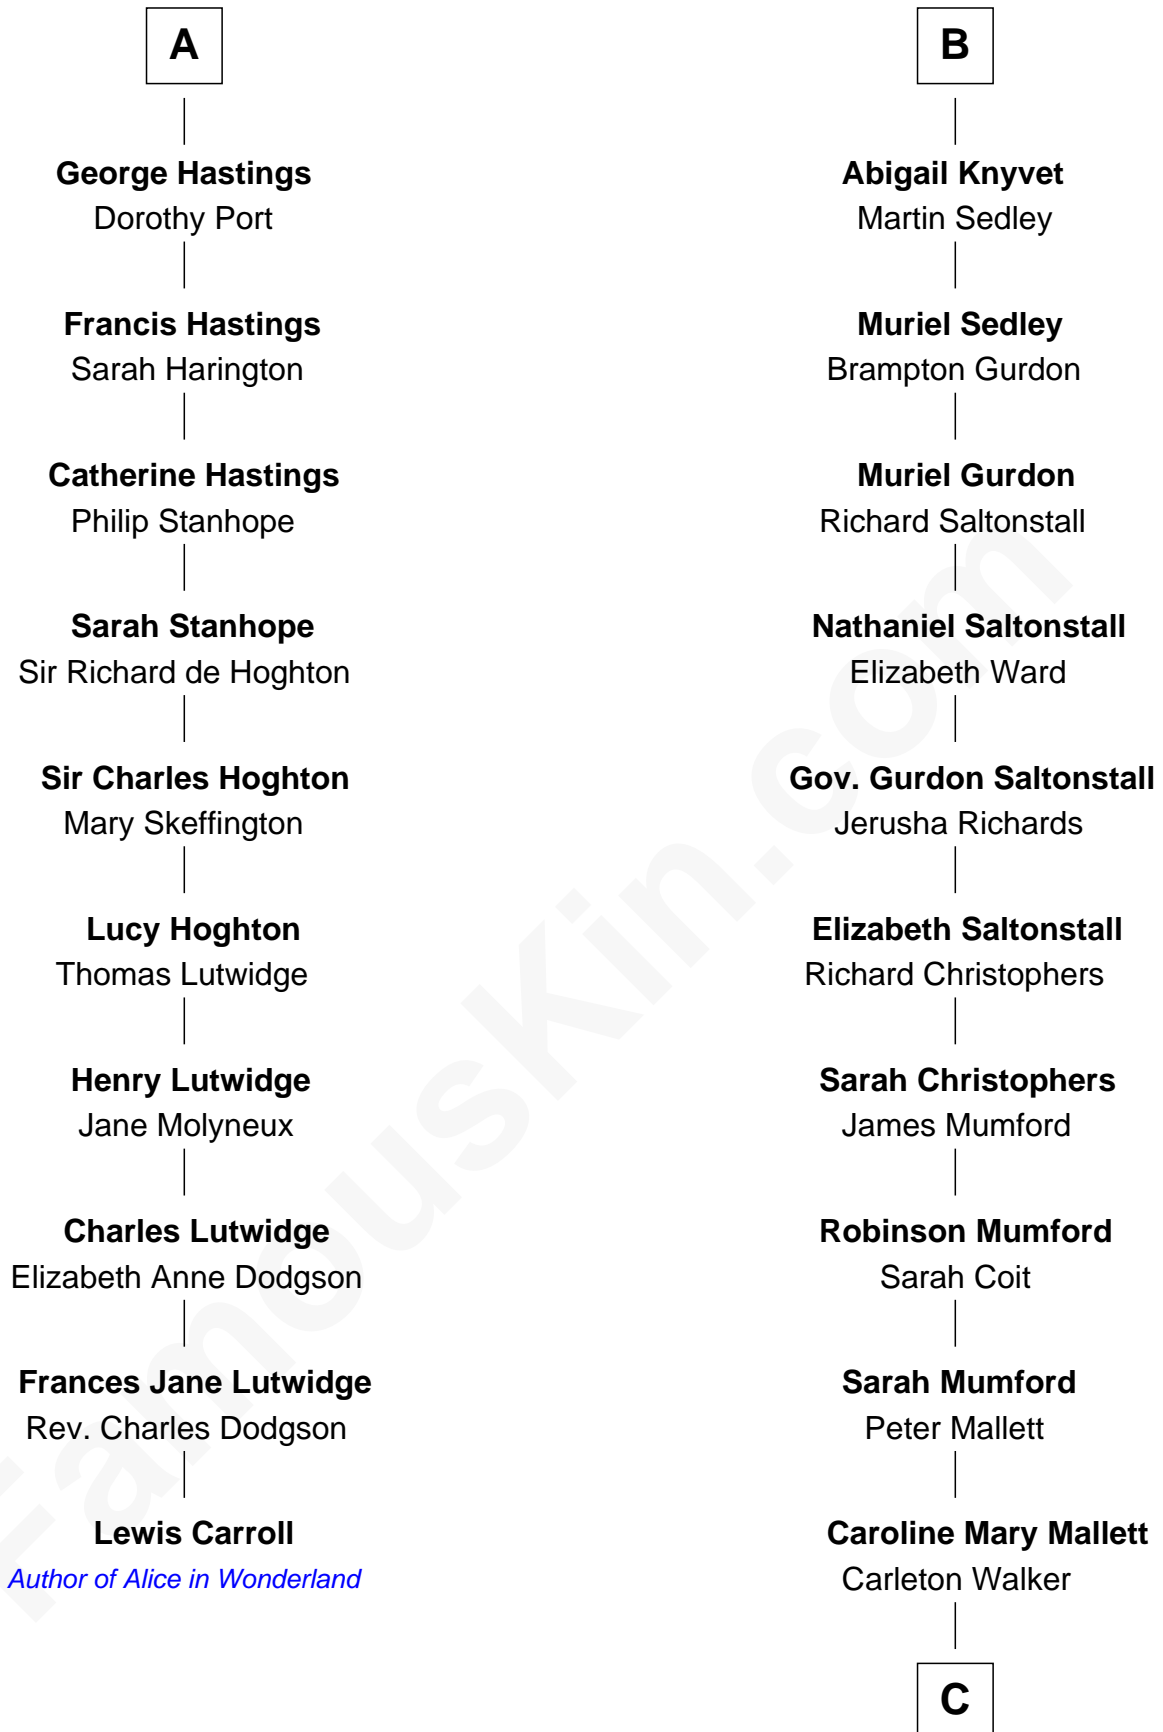 A
George Hastings
Dorothy Port
Francis Hastings
Sarah Harington
Catherine Hastings
Philip Stanhope
Sarah Stanhope
Sir Richard de Hoghton
Sir Charles Hoghton
Mary Skeffington
Lucy Hoghton
Thomas Lutwidge
Henry Lutwidge
Jane Molyneux
Charles Lutwidge
Elizabeth Anne Dodgson
Frances Jane Lutwidge
Rev. Charles Dodgson
Lewis Carroll
Author of Alice in Wonderland
B
Abigail Knyvet
Martin Sedley
Muriel Sedley
Brampton Gurdon
Muriel Gurdon
Richard Saltonstall
Nathaniel Saltonstall
Elizabeth Ward
Gov. Gurdon Saltonstall
Jerusha Richards
Elizabeth Saltonstall
Richard Christophers
Sarah Christophers
James Mumford
Robinson Mumford
Sarah Coit
Sarah Mumford
Peter Mallett
Caroline Mary Mallett
Carleton Walker
C
FamousKin.com